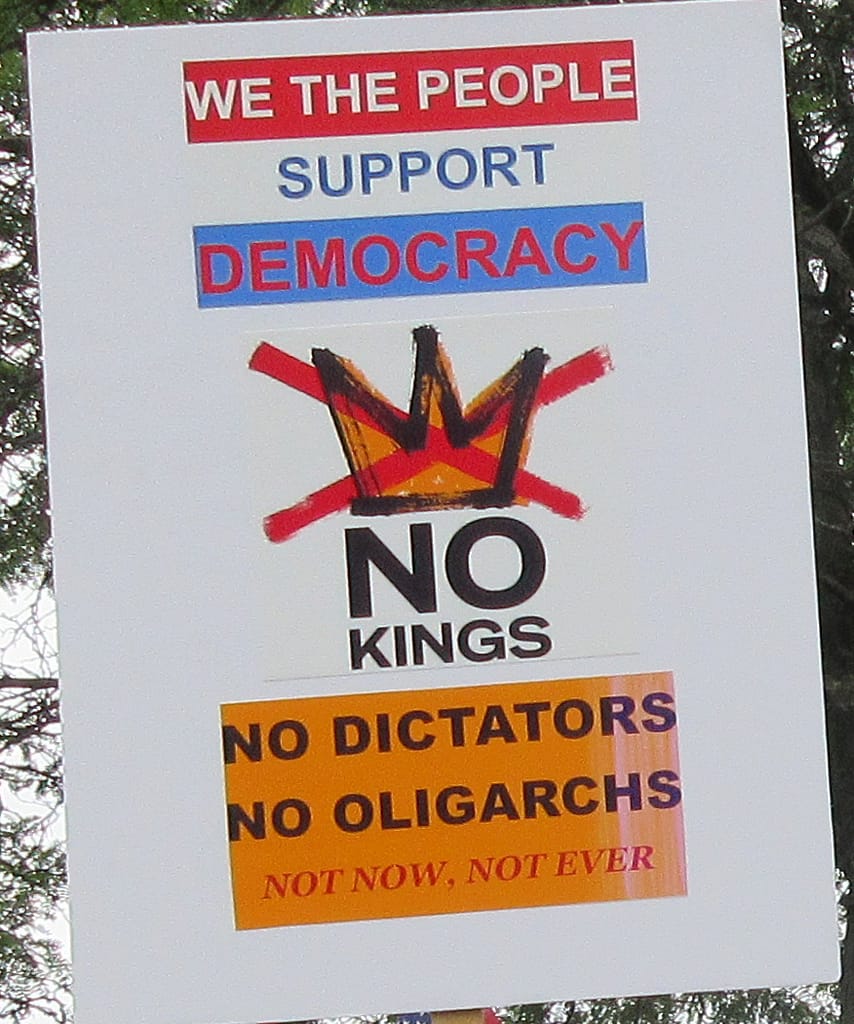 WE THE PEOPLE
SUPPORT
DEMOCRACY
NO
KINGS
NO DICTATORS
NO OLIGARCHS
NOT NOW, NOT EVER